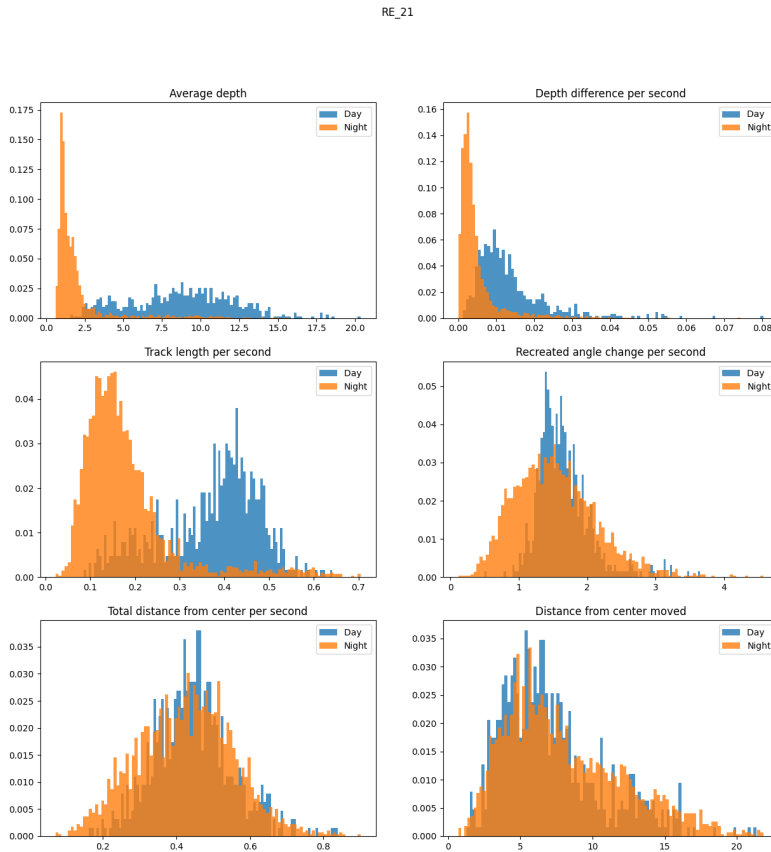 RE_21
Average depth
0.175
0.150
0.125
0.100
0.075
0.050
0.025
0.000
0.0 2.5 5.0 7.5 10.0 12.5 15.0 17.5 20.0
Day
Night
Depth difference per second
0.16
0.14
0.12
0.10
0.08
0.06
0.04
0.02
0.00
0.00 0.01 0.02 0.03 0.04 0.05 0.06 0.07 0.08
Day
Night
Track length per second
0.04
0.03
0.02
0.01
0.00
0.0 0.1 0.2 0.3 0.4 0.5 0.6 0.7
Day
Night
Recreated angle change per second
0.05
0.04
0.03
0.02
0.01
0.00
0 1 2 3 4
Day
Night
Total distance from center per second
0.035
0.030
0.025
0.020
0.015
0.010
0.005
0.000
0.2 0.4 0.6 0.8
Day
Night
Distance from center moved
0.035
0.030
0.025
0.020
0.015
0.010
0.005
0.000
5 10 15 20
Day
Night